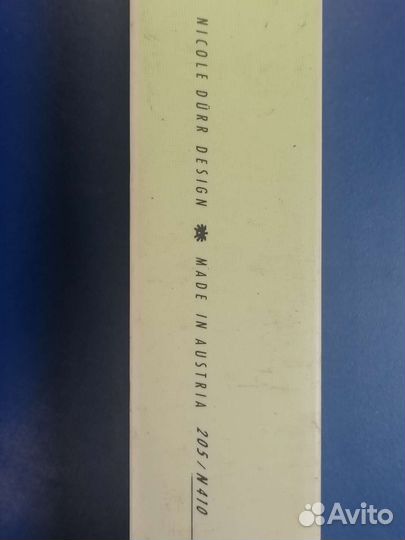 NICOLE DÜRR DESIGN ✷ MADE IN AUSTRIA 205/N410
Avito